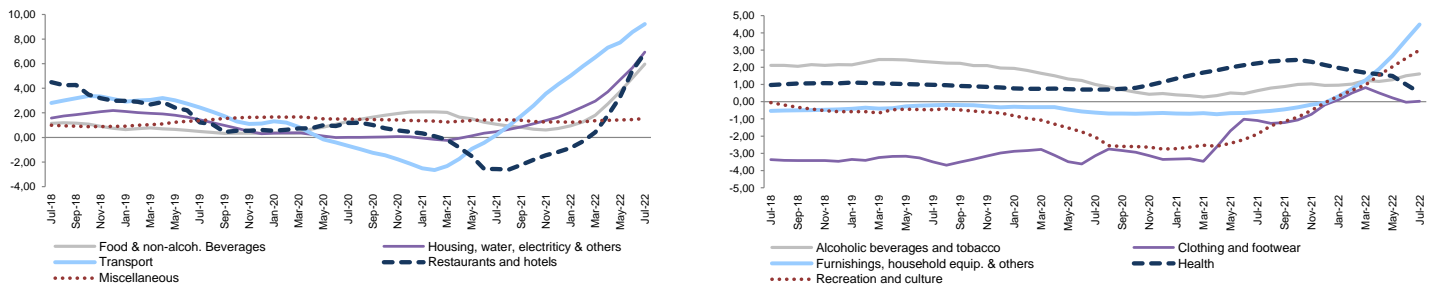 10,00
8,00
6,00
4,00
2,00
0,00
-2,00
-4,00
Jul-18
Sep-18
Nov-18
Jan-19
Mar-19
May-19
Jul-19
Sep-19
Nov-19
Jan-20
Mar-20
May-20
Jul-20
Sep-20
Nov-20
Jan-21
Mar-21
May-21
Jul-21
Sep-21
Nov-21
Jan-22
Mar-22
May-22
Jul-22
Food & non-alcoh. Beverages
Housing, water, electriticy & others
Transport
Restaurants and hotels
Miscellaneous
5,00
4,00
3,00
2,00
1,00
0,00
-1,00
-2,00
-3,00
-4,00
-5,00
Jul-18
Sep-18
Nov-18
Jan-19
Mar-19
May-19
Jul-19
Sep-19
Nov-19
Jan-20
Mar-20
May-20
Jul-20
Sep-20
Nov-20
Jan-21
Mar-21
May-21
Jul-21
Sep-21
Nov-21
Jan-22
Mar-22
May-22
Jul-22
Alcoholic beverages and tobacco
Clothing and footwear
Furnishings, household equip. & others
Health
Recreation and culture